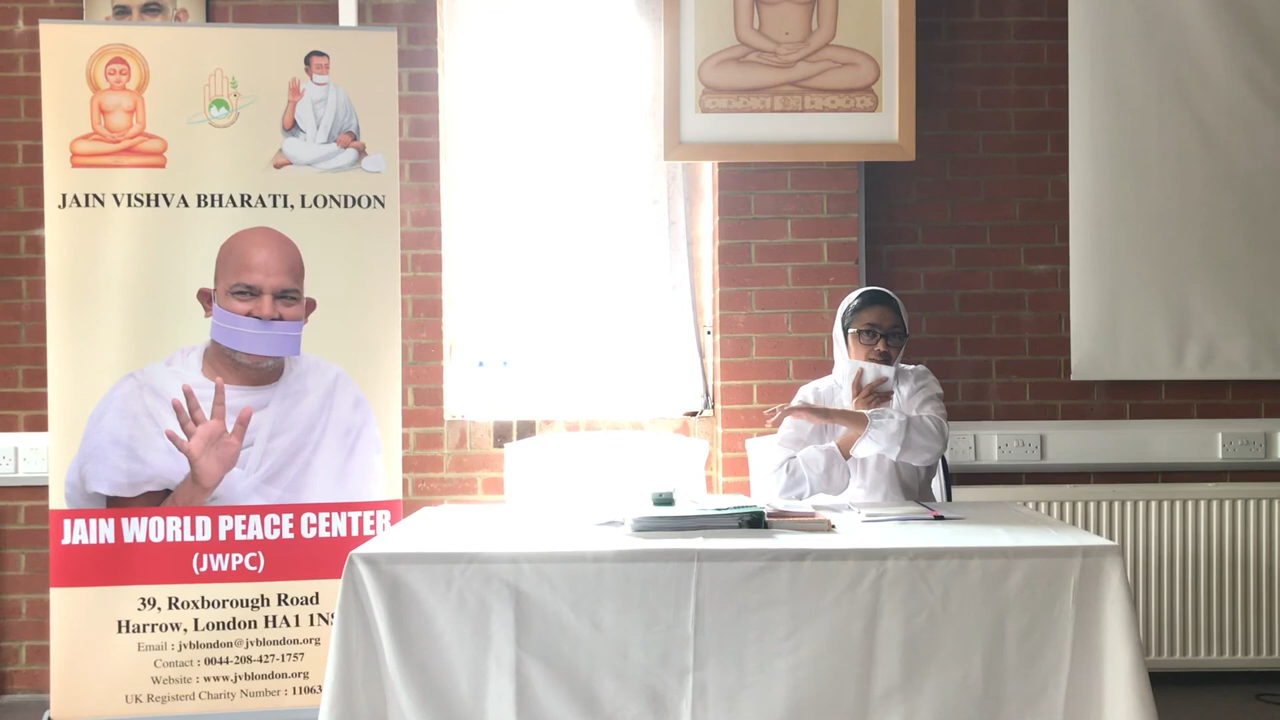 JAIN VISHVA BHARATI, LONDON
JAIN WORLD PEACE CENTER
(JWPC)
39, Roxborough Road
Harrow, London HA1 1NS
Email : jvblondon@jvblondon.org
Contact : 0044-208-427-1757
Website : www.jvblondon.org
UK Registerd Charity Number : 11063